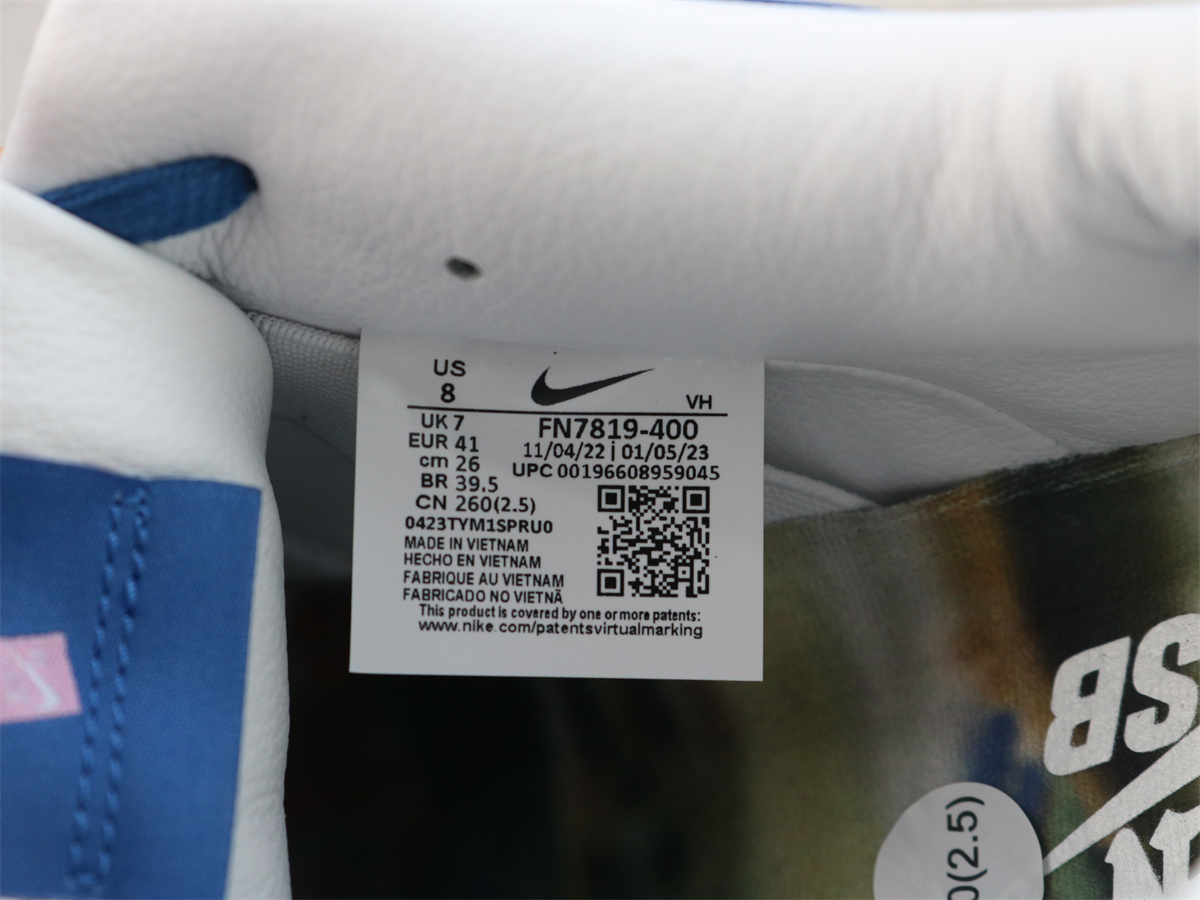 US
8
VH
UK 7
EUR 41
cm 26
BR 39.5
CN 260(2.5)
FN7819-400
11/04/22 | 01/05/23
UPC 00196608959045
0423TYM1SPRU0
MADE IN VIETNAM
HECHO EN VIETNAM
FABRIQUE AU VIETNAM
FABRICADO NO VIETNÃ
This product is covered by one or more patents:
www.nike.com/patentsvirtualmarking
SB
0(2.5)